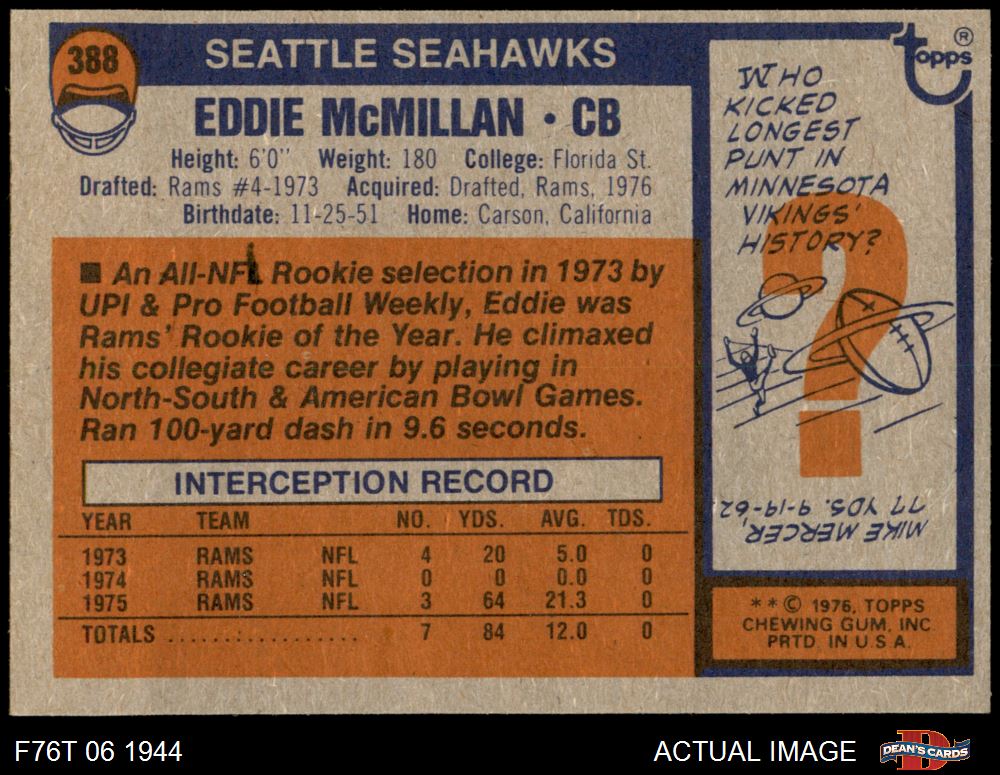 388
SEATTLE SEAHAWKS
EDDIE McMILLAN • CB
Height: 6'0" Weight: 180 College: Florida St.
Drafted: Rams #4-1973 Acquired: Drafted, Rams, 1976
Birthdate: 11-25-51 Home: Carson, California
■ An All-NFL Rookie selection in 1973 by
UPI & Pro Football Weekly, Eddie was
Rams' Rookie of the Year. He climaxed
his collegiate career by playing in
North-South & American Bowl Games.
Ran 100-yard dash in 9.6 seconds.
INTERCEPTION RECORD
YEAR TEAM NO. YDS. AVG. TDS.
1973 RAMS NFL 4 20 5.0 0
1974 RAMS NFL 0 0 0.0 0
1975 RAMS NFL 3 64 21.3 0
TOTALS .................. 7 84 12.0 0
topps ®
WHO
KICKED
LONGEST
PUNT IN
MINNESOTA
VIKINGS'
HISTORY?
MIKE MERCER,
77 YDS. 9-19-62
** © 1976, TOPPS
CHEWING GUM, INC.
PRTD. IN U.S.A.
F76T 06 1944
ACTUAL IMAGE
DEAN'S CARDS